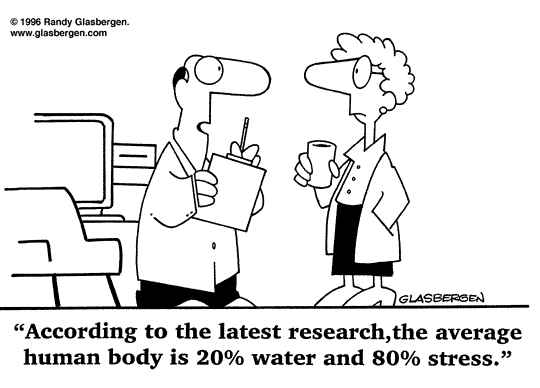 © 1996 Randy Glasbergen.
www.glasbergen.com
GLASBERGEN
“According to the latest research,the average
human body is 20% water and 80% stress.”